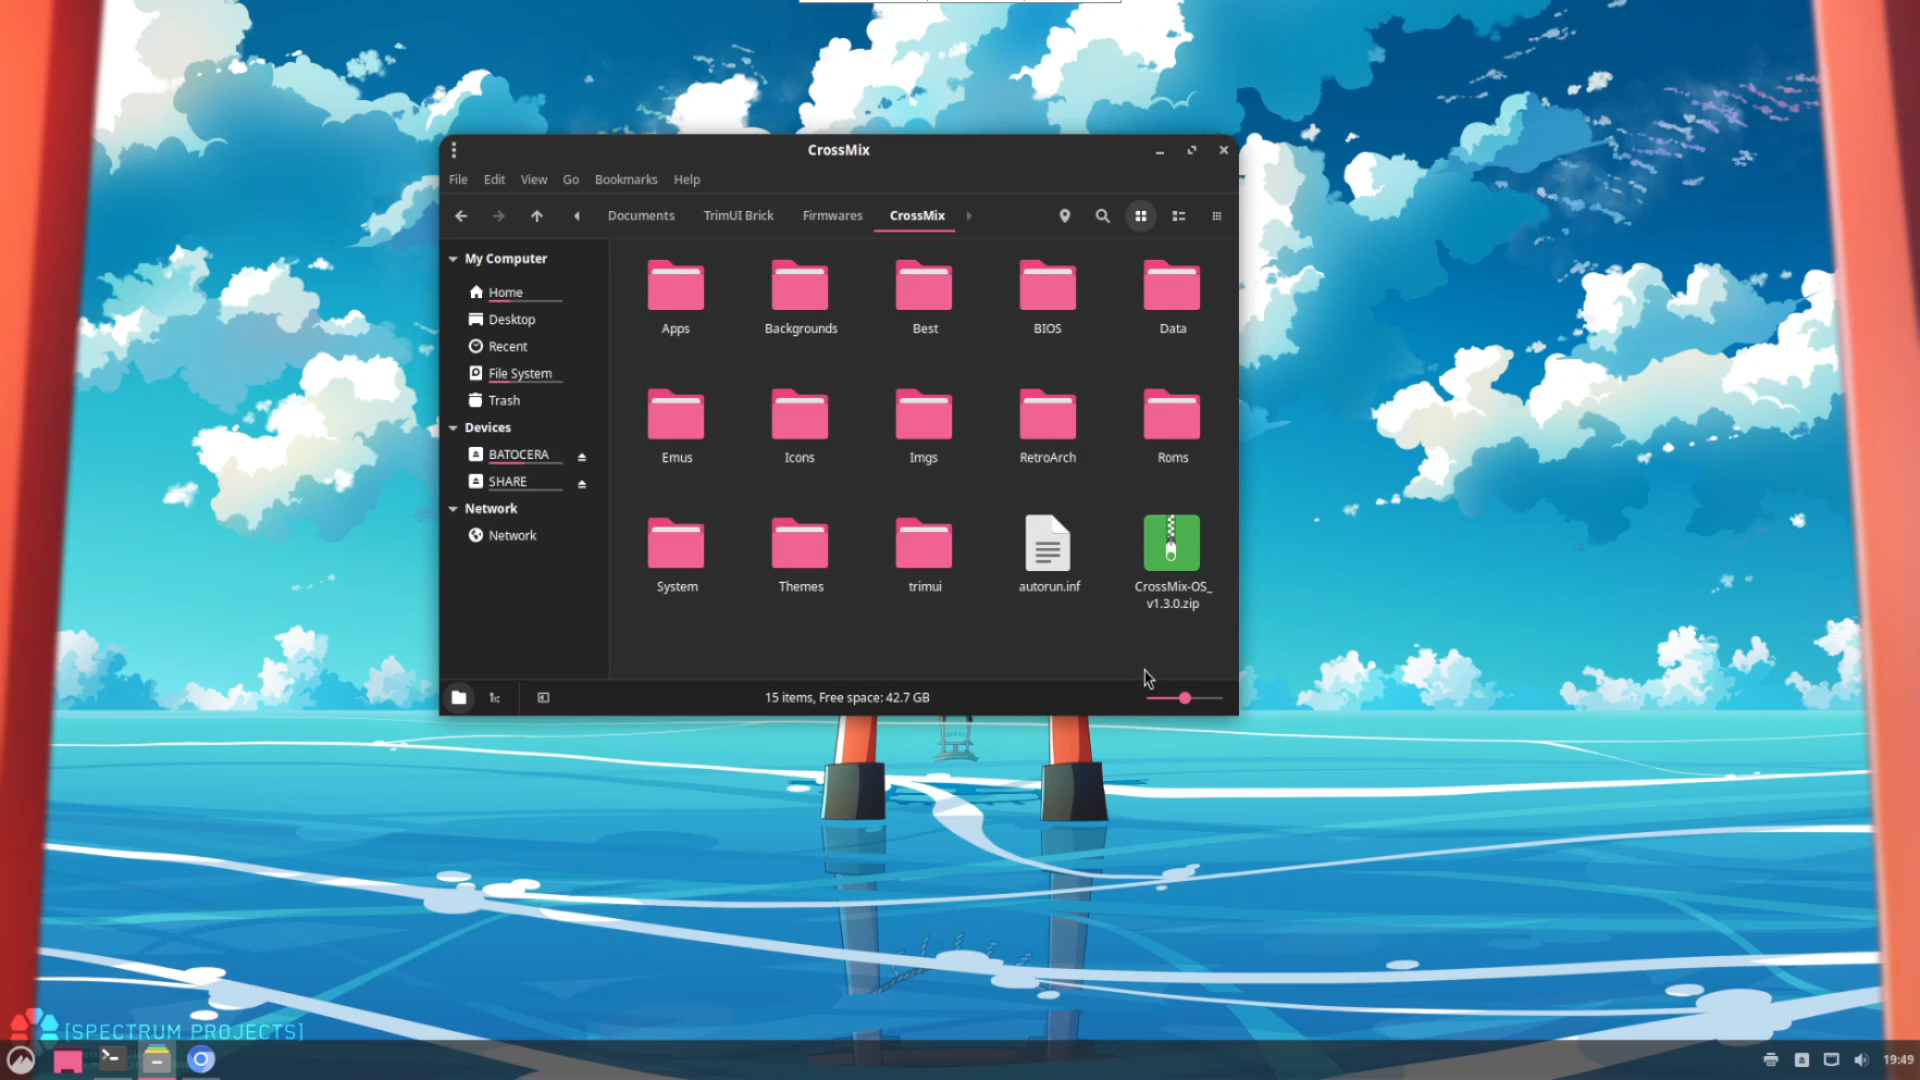 CrossMix
File Edit View Go Bookmarks Help
Documents TrimUI Brick Firmwares CrossMix
My Computer
Home
Desktop
Recent
File System
Trash
Devices
BATOCERA
SHARE
Network
Network
Apps Backgrounds Best BIOS Data
Emus Icons Imgs RetroArch Roms
System Themes trimui autorun.inf CrossMix-OS_
v1.3.0.zip
15 items, Free space: 42.7 GB
[SPECTRUM PROJECTS]
19:49